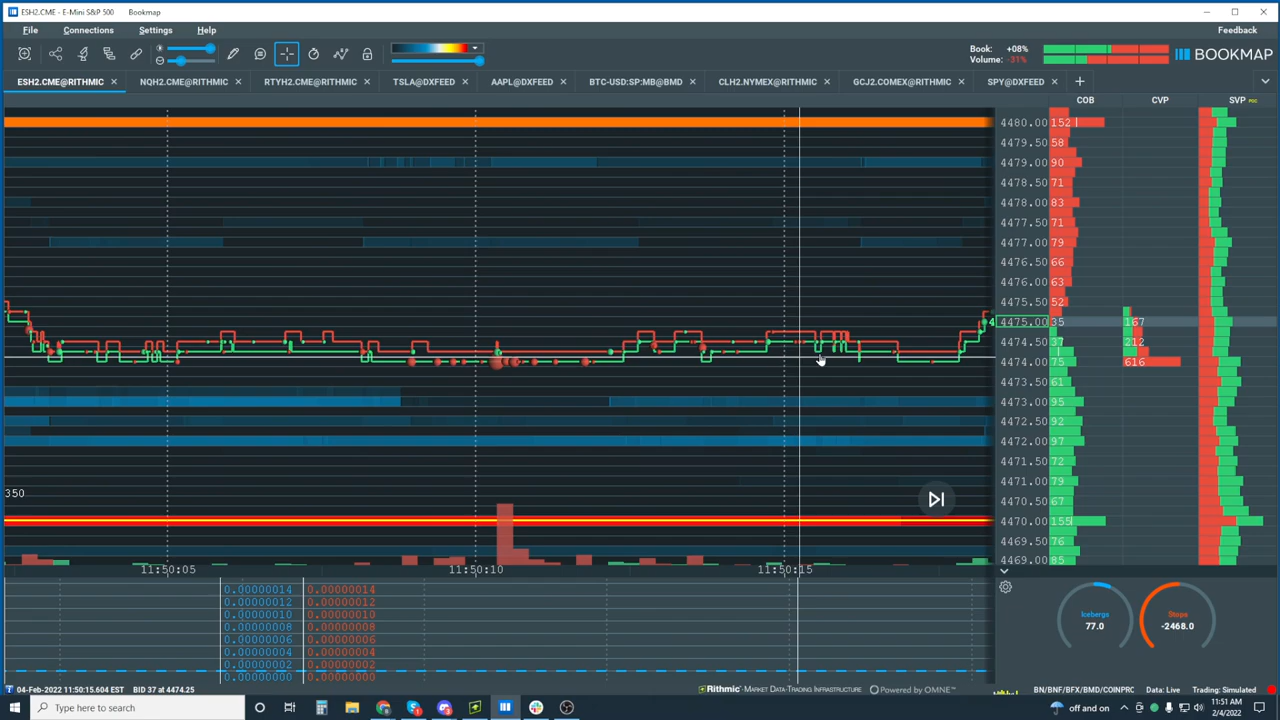 ESH2.CME - E-Mini S&P 500 Bookmap
File Connections Settings Help Feedback
Book: +08%
Volume: -31%
BOOKMAP
ESH2.CME@RITHMIC NQH2.CME@RITHMIC RTYH2.CME@RITHMIC TSLA@DXFEED AAPL@DXFEED BTC-USD:SP:MB@BMD CLH2.NYMEX@RITHMIC GCJ2.COMEX@RITHMIC SPY@DXFEED
COB CVP SVP
4480.00 152
4479.50 58
4479.00 90
4478.50 71
4478.00 83
4477.50 71
4477.00 79
4476.50 66
4476.00 63
4475.50 52
4 4475.00 35 167
4474.50 37 212
4474.00 75 616
4473.50 61
4473.00 95
4472.50 92
4472.00 97
4471.50 72
4471.00 79
4470.50 67
4470.00 155
4469.50 76
4469.00 85
350
11:50:05 11:50:10 11:50:15
0.00000014 0.00000014
0.00000012 0.00000012
0.00000010 0.00000010
0.00000008 0.00000008
0.00000006 0.00000006
0.00000004 0.00000004
0.00000002 0.00000002
0.00000000 0.00000000
Icebergs Stops
77.0 -2468.0
04-Feb-2022 11:50:15.604 EST BID 37 at 4474.25 Rithmic MARKET DATA-TRADING INFRASTRUCTURE Powered by OMNE BN/BNF/BFX/BMD/COINPRC Data: Live Trading: Simulated
Type here to search off and on 11:51 AM
2/4/2022